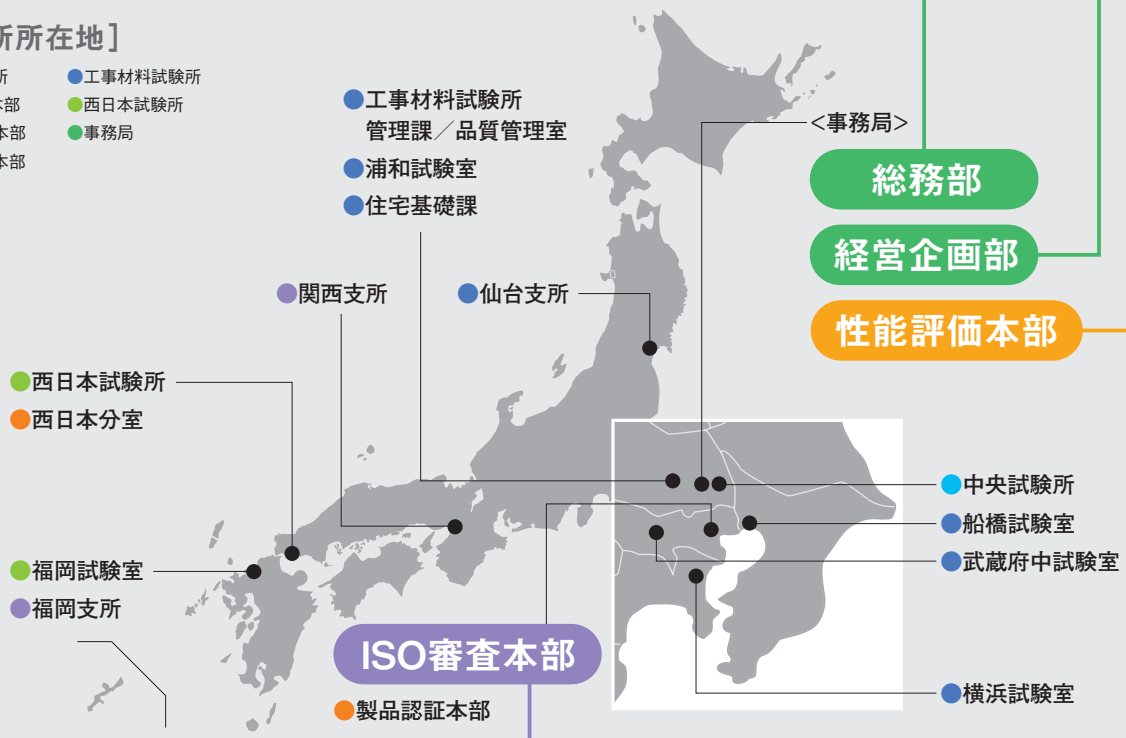 所所在地]
所
本部
本部
本部
●工事材料試験所
●西日本試験所
●事務局
●工事材料試験所
管理課／品質管理室
●浦和試験室
●住宅基礎課
<事務局>
総務部
経営企画部
性能評価本部
●関西支所
●仙台支所
●西日本試験所
●西日本分室
●中央試験所
●船橋試験室
●武蔵府中試験室
●福岡試験室
●福岡支所
ISO審査本部
●製品認証本部
●横浜試験室